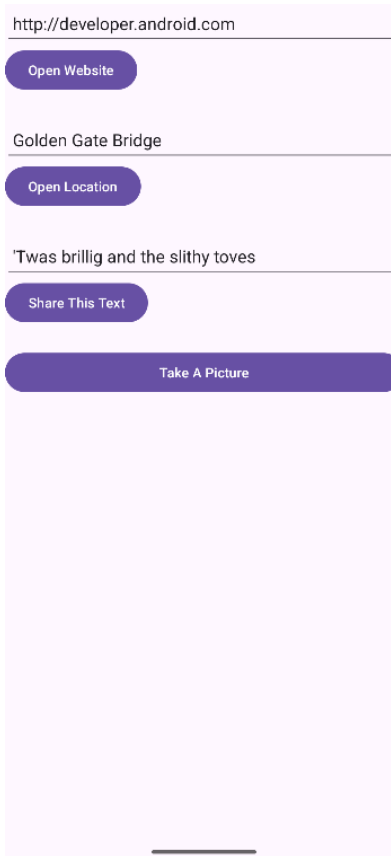 http://developer.android.com
Open Website
Golden Gate Bridge
Open Location
'Twas brillig and the slithy toves
Share This Text
Take A Picture